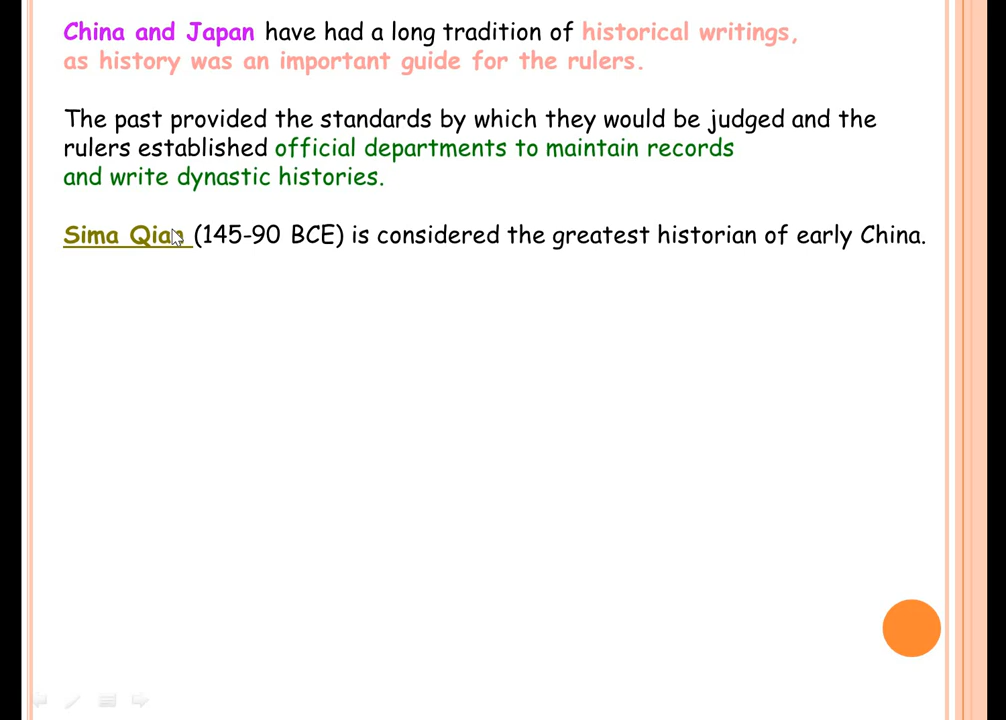 China and Japan have had a long tradition of historical writings,
as history was an important guide for the rulers.
The past provided the standards by which they would be judged and the
rulers established official departments to maintain records
and write dynastic histories.
Sima Qian (145-90 BCE) is considered the greatest historian of early China.